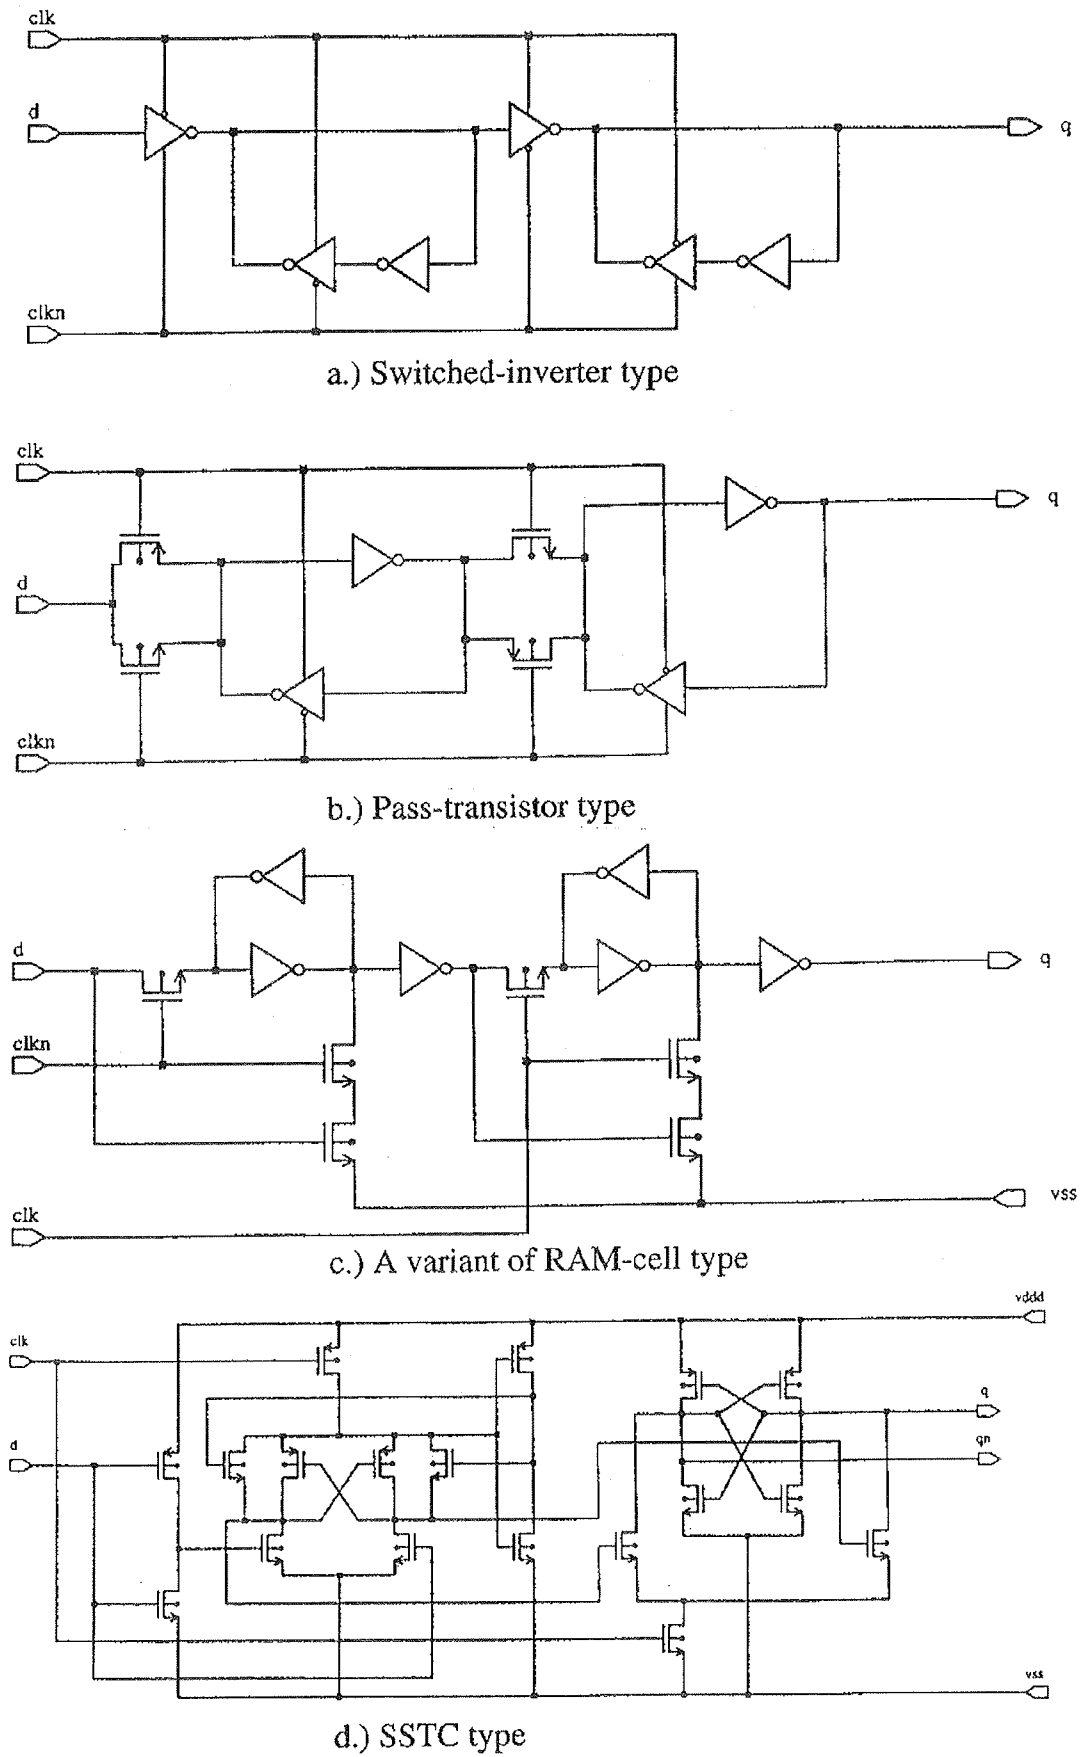 clk
d
q
clkn
a.) Switched-inverter type
clk
q
d
clkn
b.) Pass-transistor type
d
q
clkn
vss
clk
c.) A variant of RAM-cell type
vddd
clk
q
d
qn
vss
d.) SSTC type